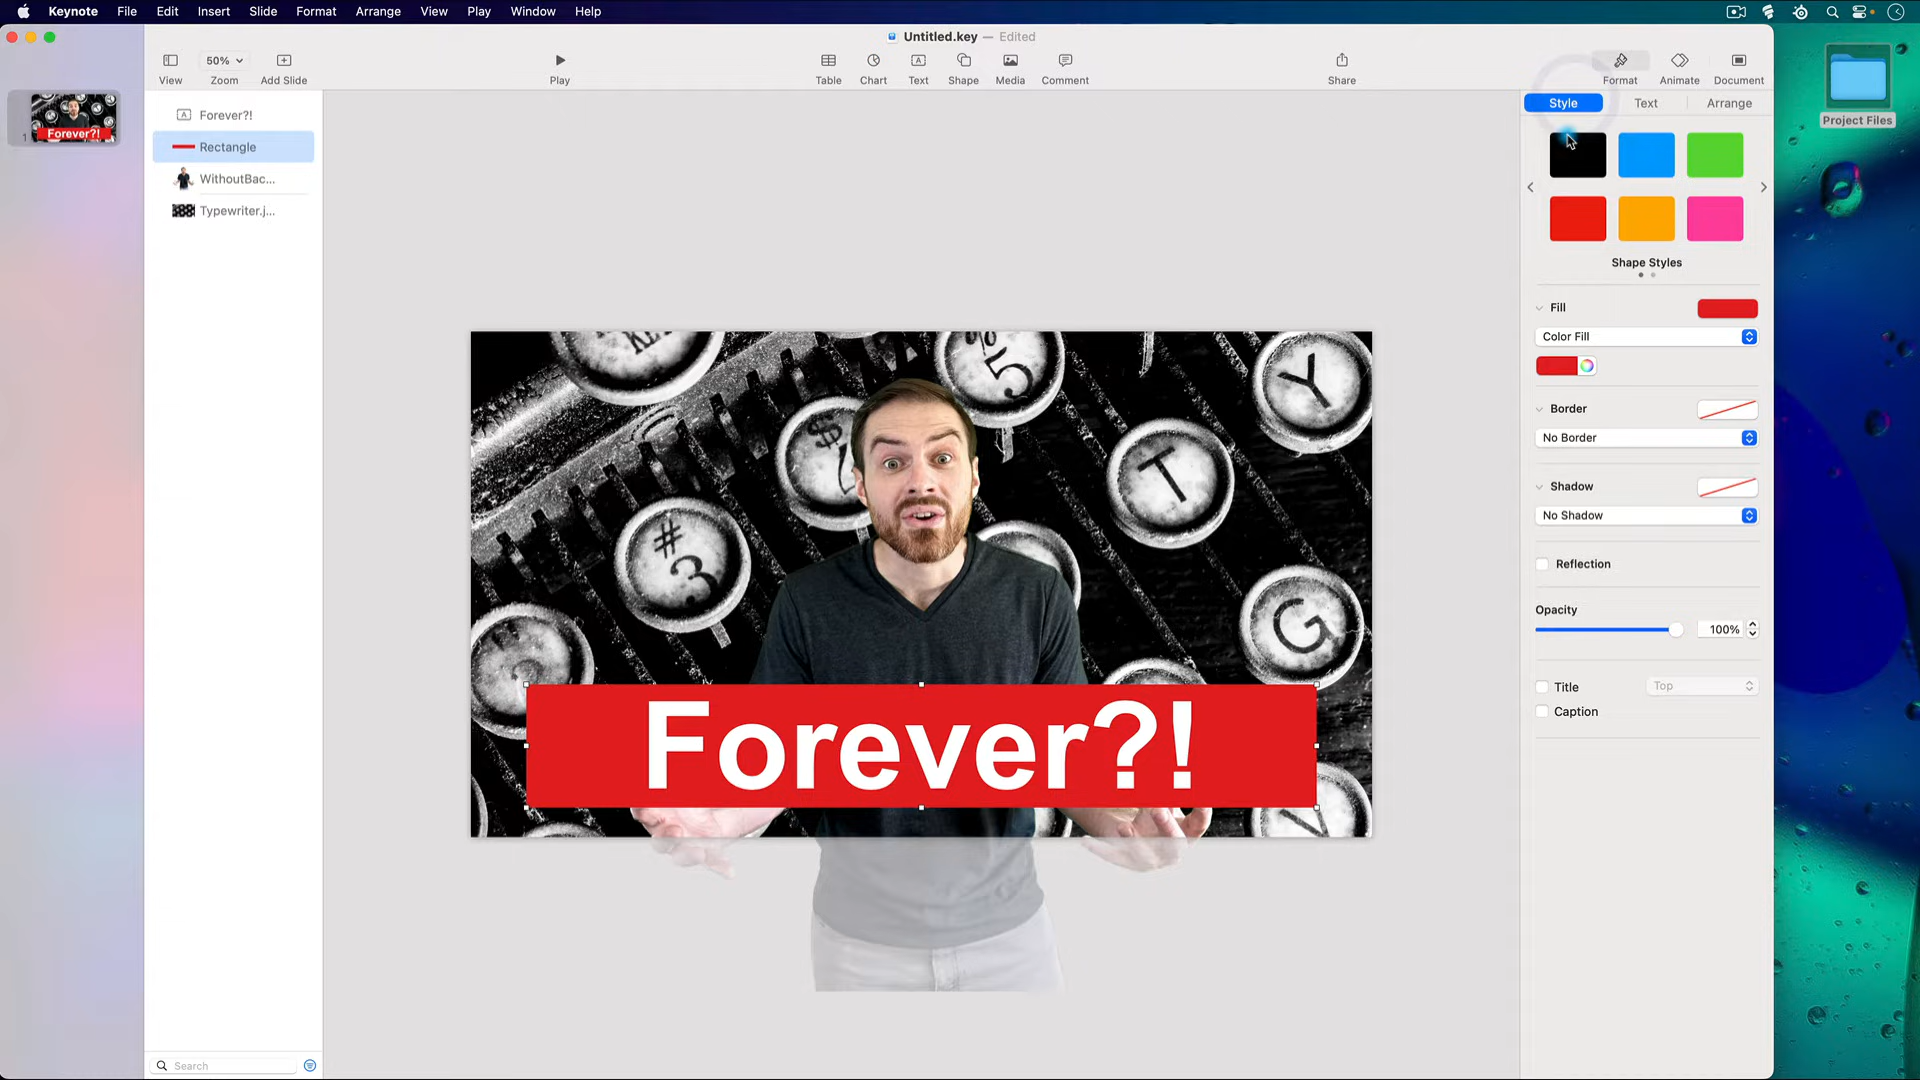 Keynote File Edit Insert Slide Format Arrange View Play Window Help
Untitled.key — Edited
50%
View Zoom Add Slide Play Table Chart Text Shape Media Comment Share Format Animate Document
Project Files
Style Text Arrange
Forever?!
Rectangle
WithoutBac...
Typewriter.j...
1
Forever?!
Shape Styles
Fill
Color Fill
Border
No Border
Shadow
No Shadow
Reflection
Opacity
100%
Title Top
Caption
% 5
Y
$
T
# 3
G
V
Forever?!
Search